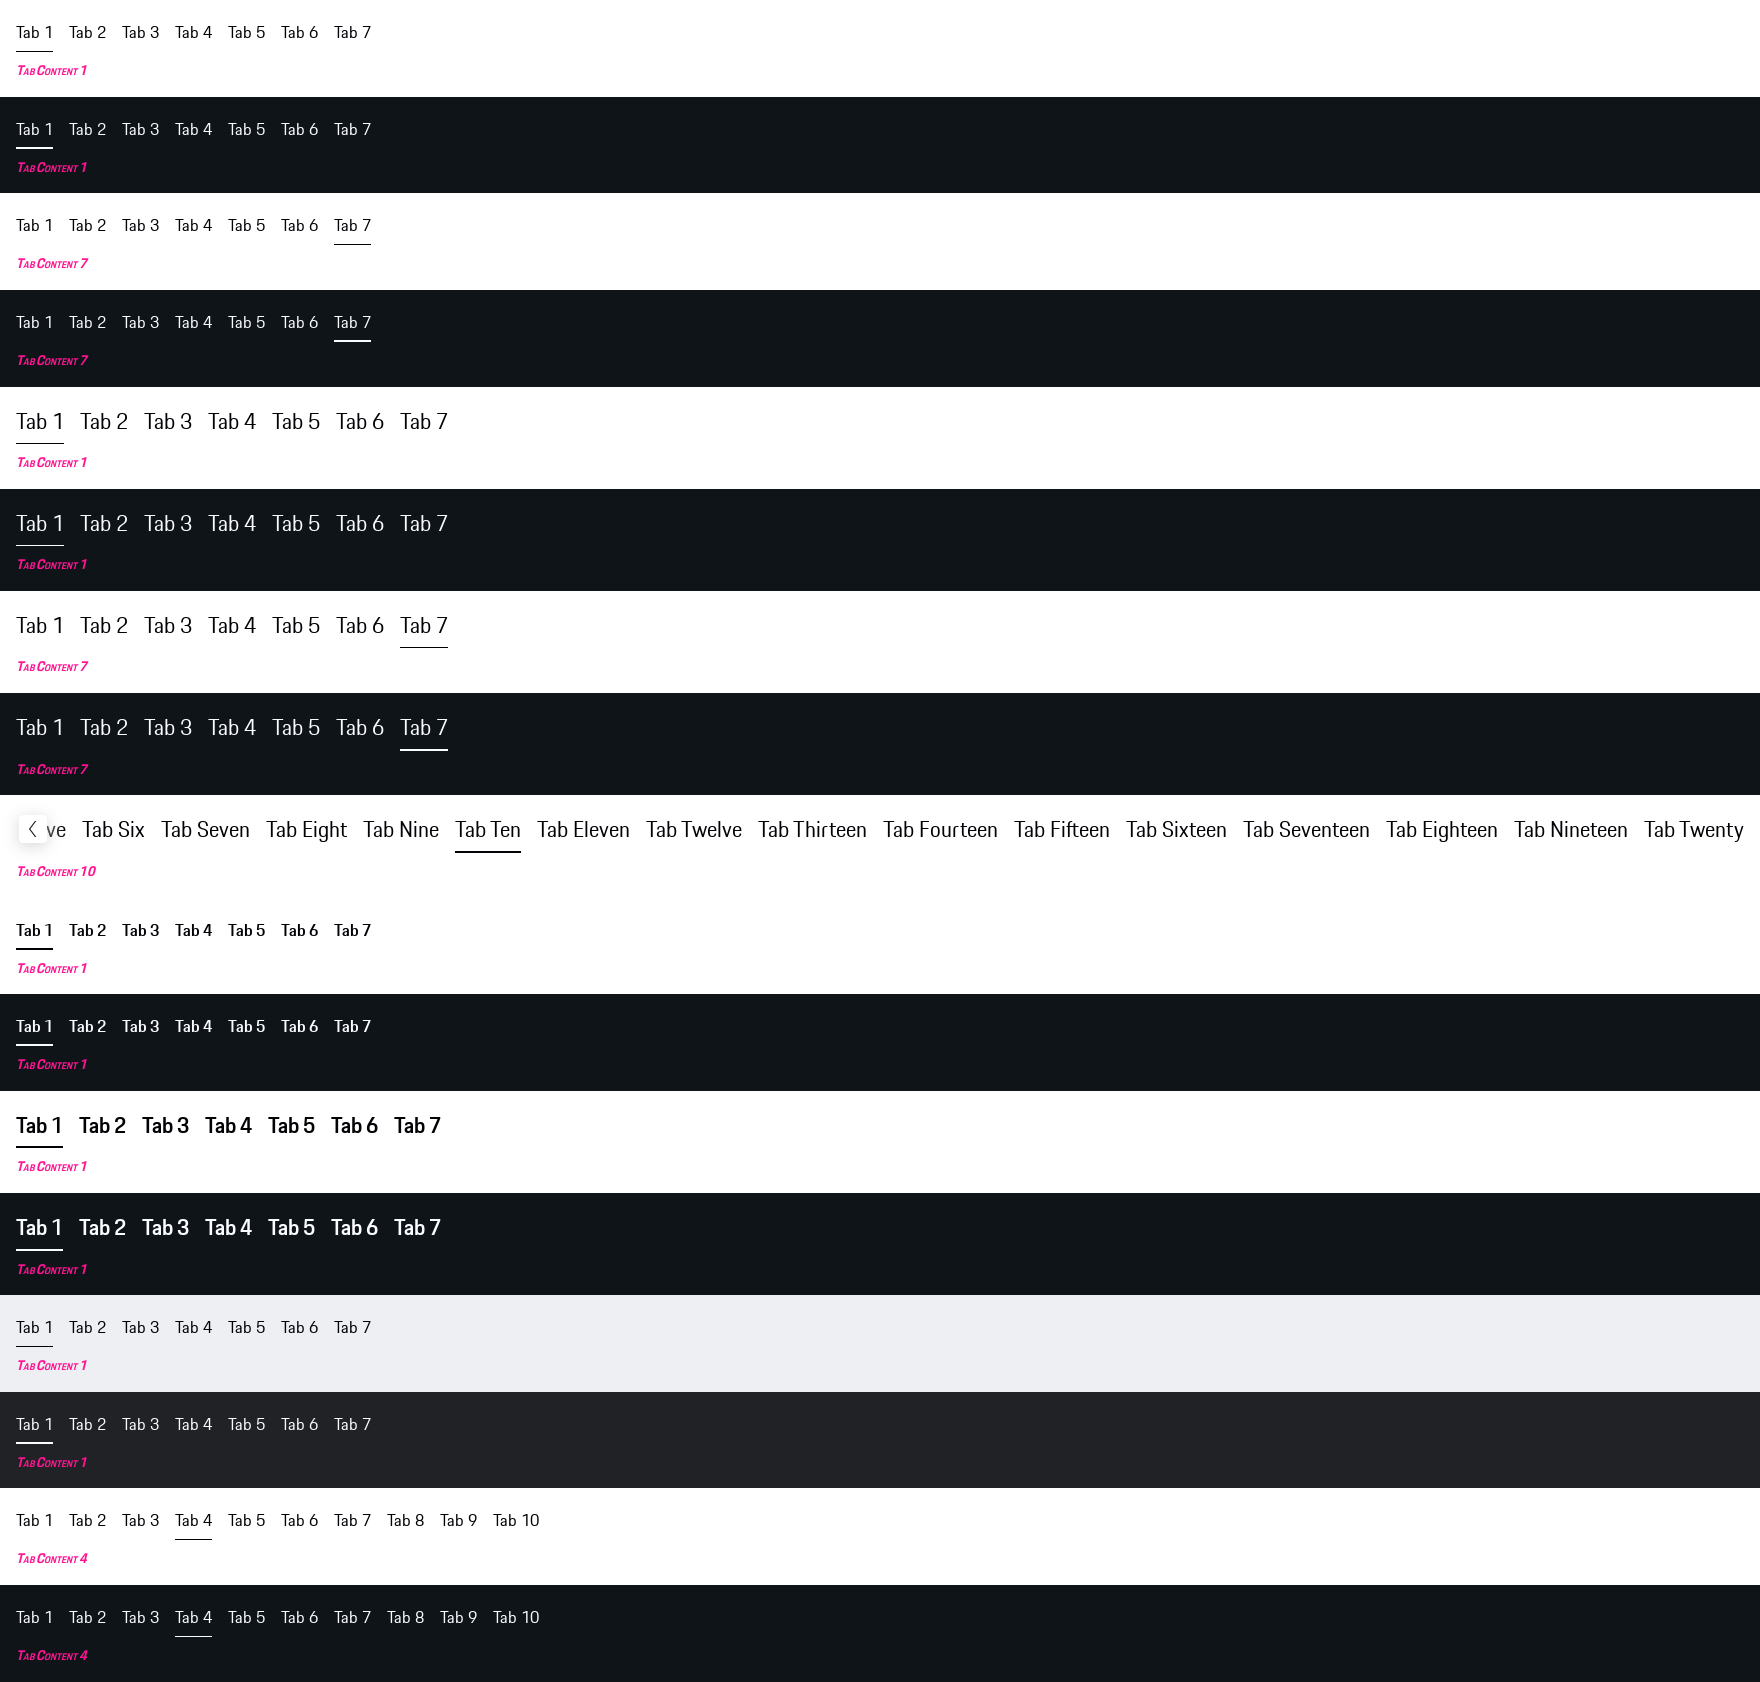 Tab 1 Tab 2 Tab 3 Tab 4 Tab 5 Tab 6 Tab 7
Tab Content 1
Tab 1 Tab 2 Tab 3 Tab 4 Tab 5 Tab 6 Tab 7
Tab Content 1
Tab 1 Tab 2 Tab 3 Tab 4 Tab 5 Tab 6 Tab 7
Tab Content 7
Tab 1 Tab 2 Tab 3 Tab 4 Tab 5 Tab 6 Tab 7
Tab Content 7
Tab 1 Tab 2 Tab 3 Tab 4 Tab 5 Tab 6 Tab 7
Tab Content 1
Tab 1 Tab 2 Tab 3 Tab 4 Tab 5 Tab 6 Tab 7
Tab Content 1
Tab 1 Tab 2 Tab 3 Tab 4 Tab 5 Tab 6 Tab 7
Tab Content 7
Tab 1 Tab 2 Tab 3 Tab 4 Tab 5 Tab 6 Tab 7
Tab Content 7
ve Tab Six Tab Seven Tab Eight Tab Nine Tab Ten Tab Eleven Tab Twelve Tab Thirteen Tab Fourteen Tab Fifteen Tab Sixteen Tab Seventeen Tab Eighteen Tab Nineteen Tab Twenty
Tab Content 10
Tab 1 Tab 2 Tab 3 Tab 4 Tab 5 Tab 6 Tab 7
Tab Content 1
Tab 1 Tab 2 Tab 3 Tab 4 Tab 5 Tab 6 Tab 7
Tab Content 1
Tab 1 Tab 2 Tab 3 Tab 4 Tab 5 Tab 6 Tab 7
Tab Content 1
Tab 1 Tab 2 Tab 3 Tab 4 Tab 5 Tab 6 Tab 7
Tab Content 1
Tab 1 Tab 2 Tab 3 Tab 4 Tab 5 Tab 6 Tab 7
Tab Content 1
Tab 1 Tab 2 Tab 3 Tab 4 Tab 5 Tab 6 Tab 7
Tab Content 1
Tab 1 Tab 2 Tab 3 Tab 4 Tab 5 Tab 6 Tab 7 Tab 8 Tab 9 Tab 10
Tab Content 4
Tab 1 Tab 2 Tab 3 Tab 4 Tab 5 Tab 6 Tab 7 Tab 8 Tab 9 Tab 10
Tab Content 4